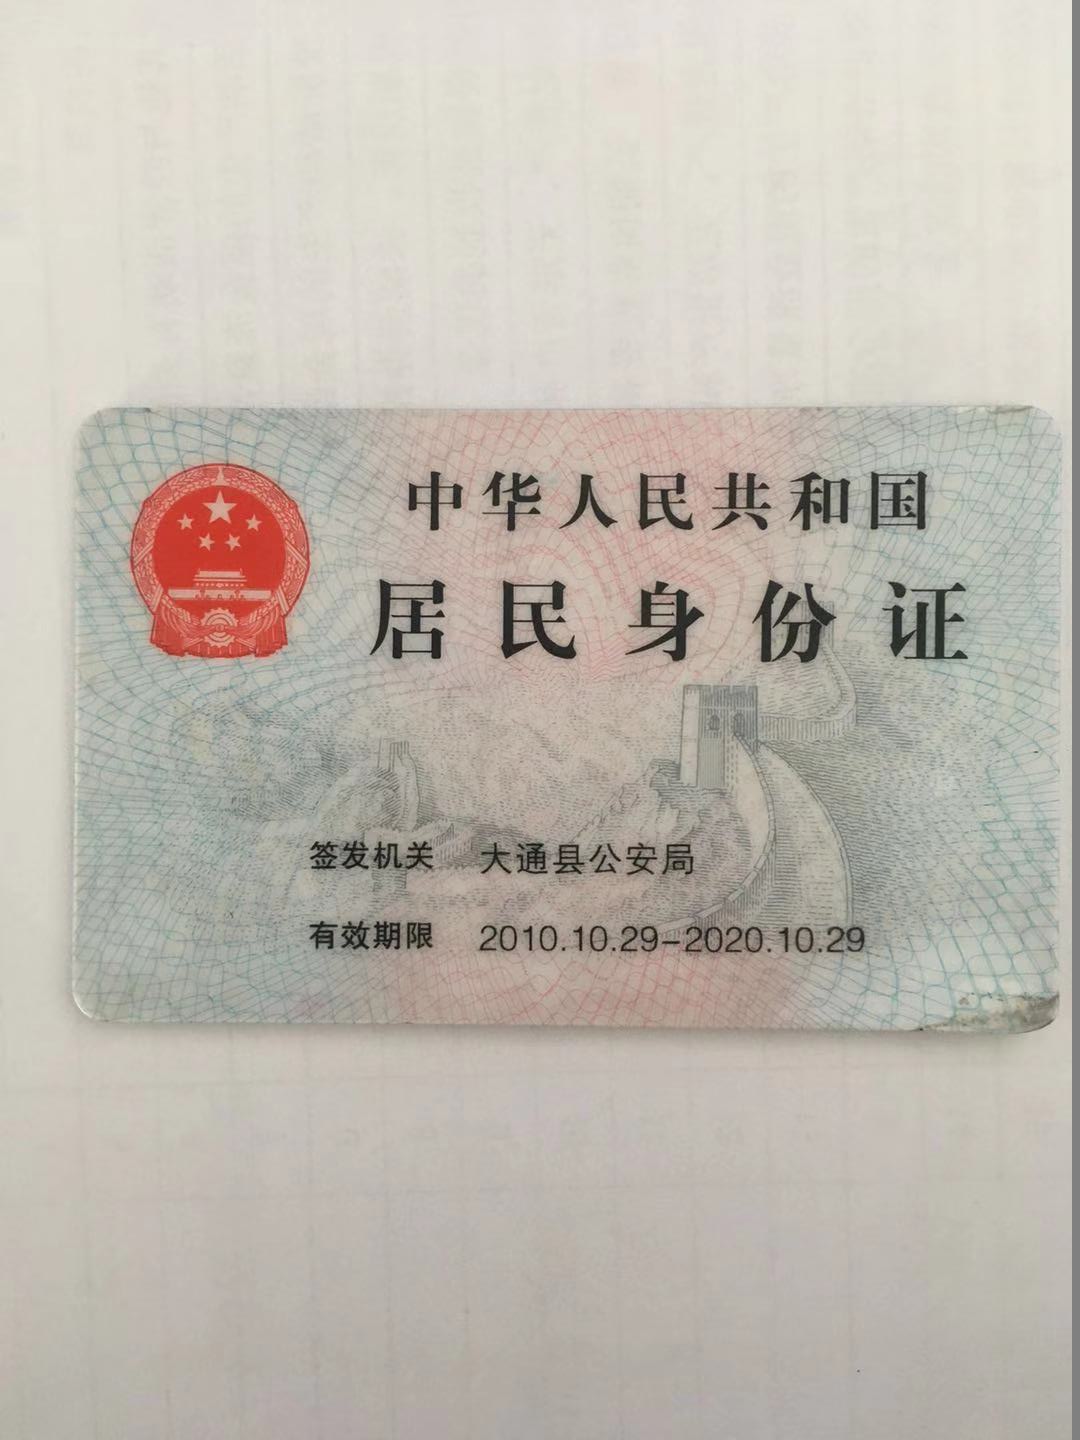 中华人民共和国
居民身份证
签发机关 大通县公安局
有效期限 2010.10.29-2020.10.29